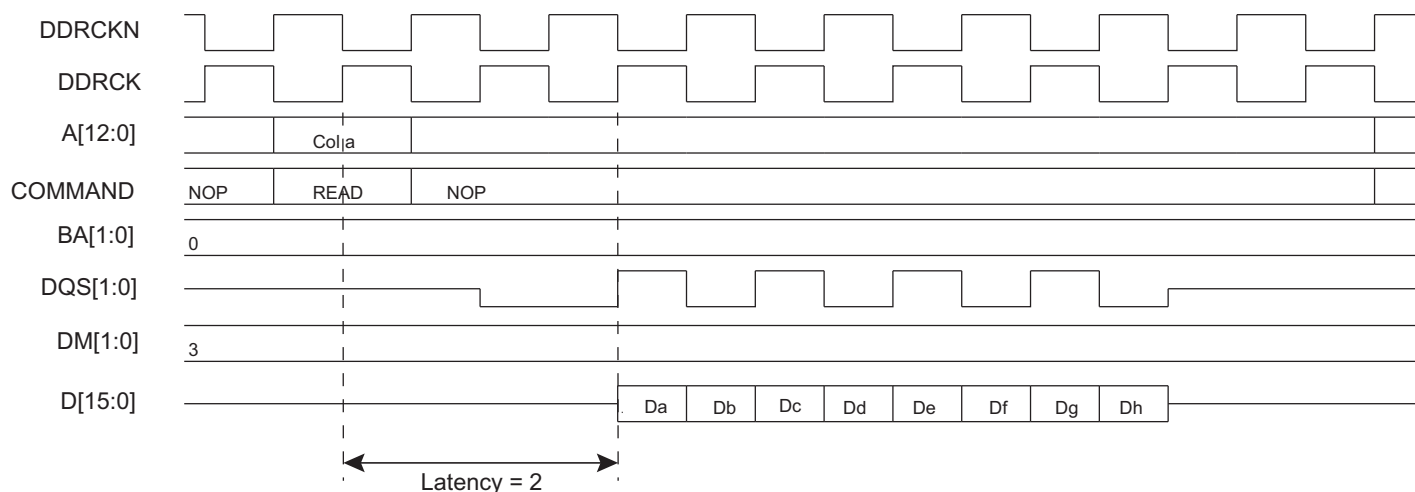 DDRCKN
DDRCK
A[12:0]
Col a
COMMAND
NOP READ NOP
BA[1:0]
0
DQS[1:0]
DM[1:0]
3
D[15:0]
Da Db Dc Dd De Df Dg Dh
Latency = 2